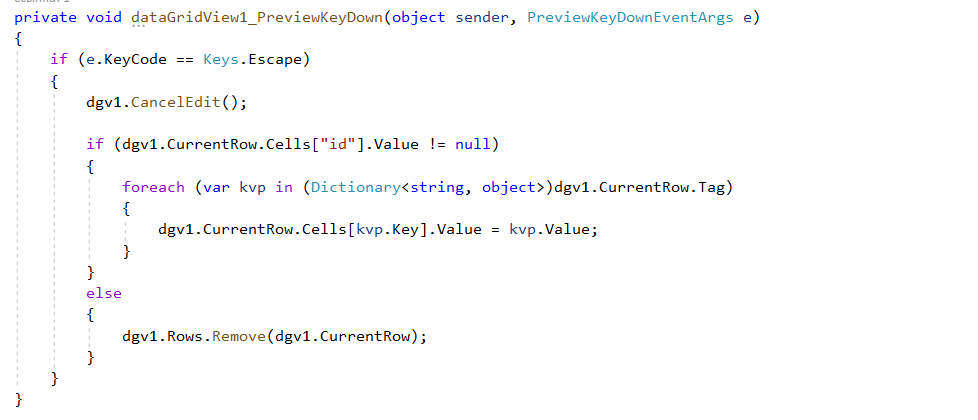 private void dataGridView1_PreviewKeyDown(object sender, PreviewKeyDownEventArgs e)
{
    if (e.KeyCode == Keys.Escape)
    {
        dgv1.CancelEdit();

        if (dgv1.CurrentRow.Cells["id"].Value != null)
        {
            foreach (var kvp in (Dictionary<string, object>)dgv1.CurrentRow.Tag)
            {
                dgv1.CurrentRow.Cells[kvp.Key].Value = kvp.Value;
            }
        }
        else
        {
            dgv1.Rows.Remove(dgv1.CurrentRow);
        }
    }
}